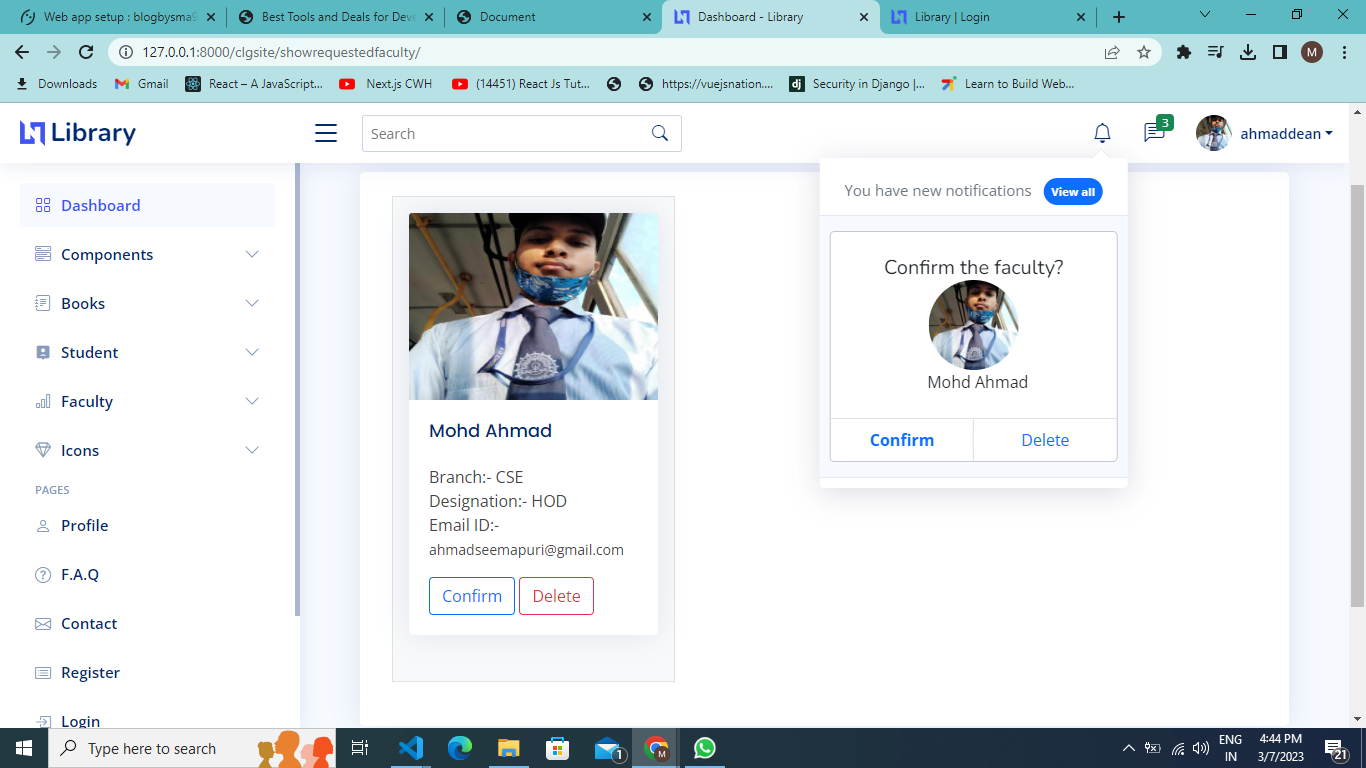 Web app setup : blogbysma9
Best Tools and Deals for Deve
Document
Dashboard - Library
Library | Login
127.0.0.1:8000/clgsite/showrequestedfaculty/
M
Downloads
Gmail
React – A JavaScript...
Next.js CWH
(14451) React Js Tut...
https://vuejsnation....
dj
Security in Django |...
Learn to Build Web...
Library
Search
3
ahmaddean
Dashboard
Components
Books
Student
Faculty
Icons
PAGES
Profile
F.A.Q
Contact
Register
Login
Mohd Ahmad
Branch:- CSE
Designation:- HOD
Email ID:-
ahmadseemapuri@gmail.com
Confirm Delete
You have new notifications View all
Confirm the faculty?
Mohd Ahmad
Confirm Delete
Type here to search
1
M
ENG
IN
4:44 PM
3/7/2023
21